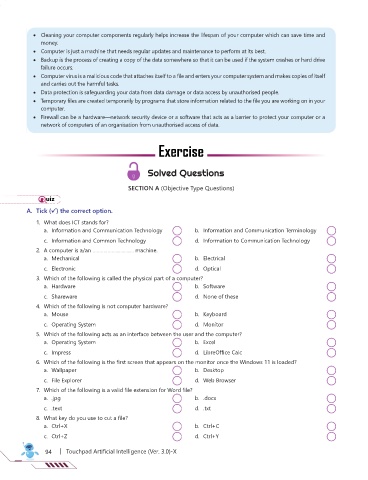 • Cleaning your computer components regularly helps increase the lifespan of your computer which can save time and
money.
• Computer is just a machine that needs regular updates and maintenance to perform at its best.
• Backup is the process of creating a copy of the data somewhere so that it can be used if the system crashes or hard drive
failure occurs.
• Computer virus is a malicious code that attaches itself to a file and enters your computer system and makes copies of itself
and carries out the harmful tasks.
• Data protection is safeguarding your data from data damage or data access by unauthorised people.
• Temporary files are created temporarily by programs that store information related to the file you are working on in your
computer.
• Firewall can be a hardware—network security device or a software that acts as a barrier to protect your computer or a
network of computers of an organisation from unauthorised access of data.
Exercise
Solved Questions
SECTION A (Objective Type Questions)
Quiz
A. Tick (✓) the correct option.
1. What does ICT stands for?
a. Information and Communication Technology b. Information and Communication Terminology
c. Information and Common Technology d. Information to Communication Technology
2. A computer is a/an ........................ machine.
a. Mechanical b. Electrical
c. Electronic d. Optical
3. Which of the following is called the physical part of a computer?
a. Hardware b. Software
c. Shareware d. None of these
4. Which of the following is not computer hardware?
a. Mouse b. Keyboard
c. Operating System d. Monitor
5. Which of the following acts as an interface between the user and the computer?
a. Operating System b. Excel
c. Impress d. LibreOffice Calc
6. Which of the following is the first screen that appears on the monitor once the Windows 11 is loaded?
a. Wallpaper b. Desktop
c. File Explorer d. Web Browser
7. Which of the following is a valid file extension for Word file?
a. .jpg b. .docs
c. .text d. .txt
8. What key do you use to cut a file?
a. Ctrl+X b. Ctrl+C
c. Ctrl+Z d. Ctrl+Y
94 | Touchpad Artificial Intelligence (Ver. 3.0)-X